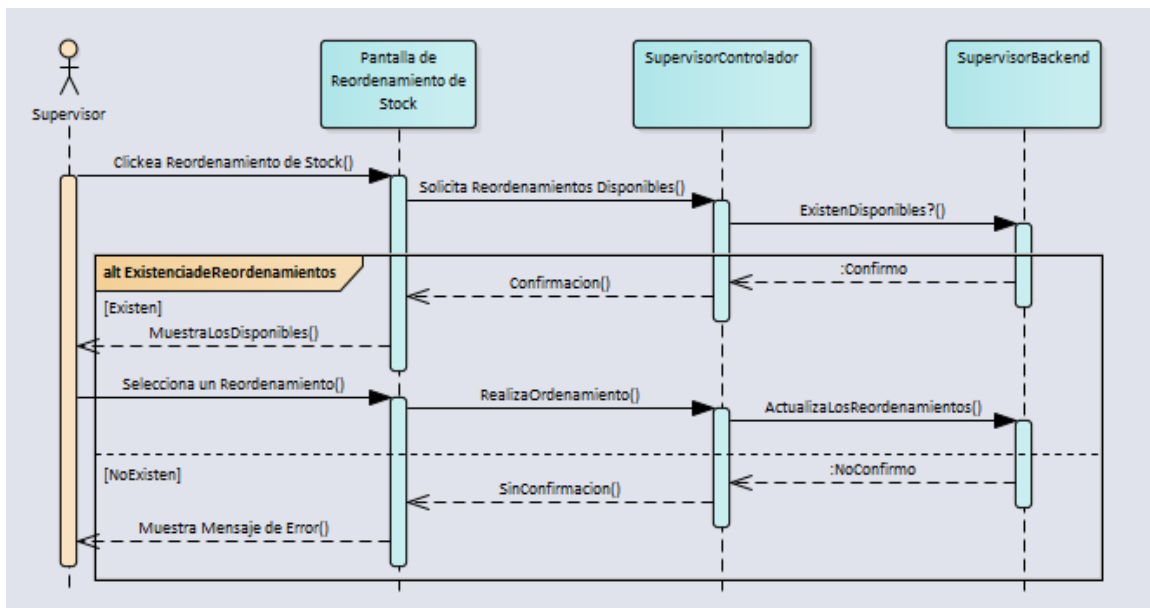 Supervisor
Pantalla de
Reordenamiento de
Stock
SupervisorControlador
SupervisorBackend
Clickea Reordenamiento de Stock()
Solicita Reordenamientos Disponibles()
ExistenDisponibles?()
alt ExistenciadeReordenamientos
:Confirmo
Confirmacion()
[Existen]
MuestraLosDisponibles()
Selecciona un Reordenamiento()
RealizaOrdenamiento()
ActualizaLosReordenamientos()
[NoExisten]
:NoConfirmo
SinConfirmacion()
Muestra Mensaje de Error()